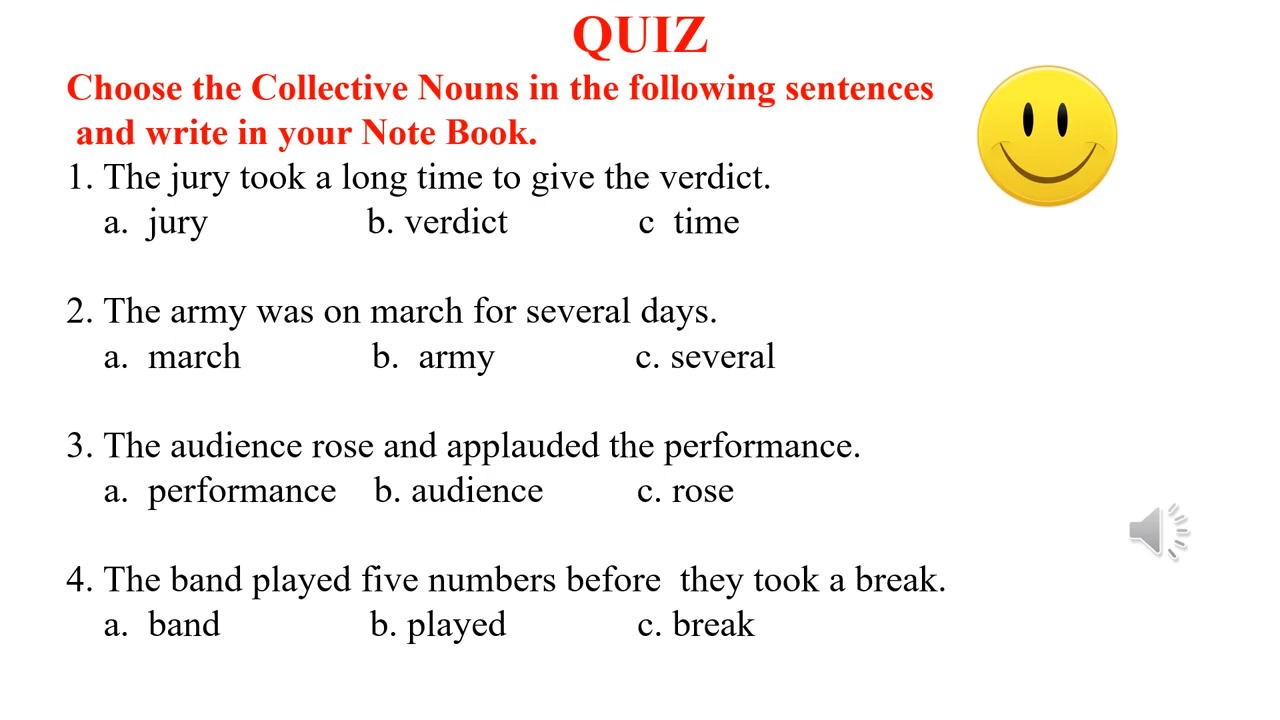 QUIZ
Choose the Collective Nouns in the following sentences
and write in your Note Book.
1. The jury took a long time to give the verdict.
a. jury b. verdict c time
2. The army was on march for several days.
a. march b. army c. several
3. The audience rose and applauded the performance.
a. performance b. audience c. rose
4. The band played five numbers before they took a break.
a. band b. played c. break